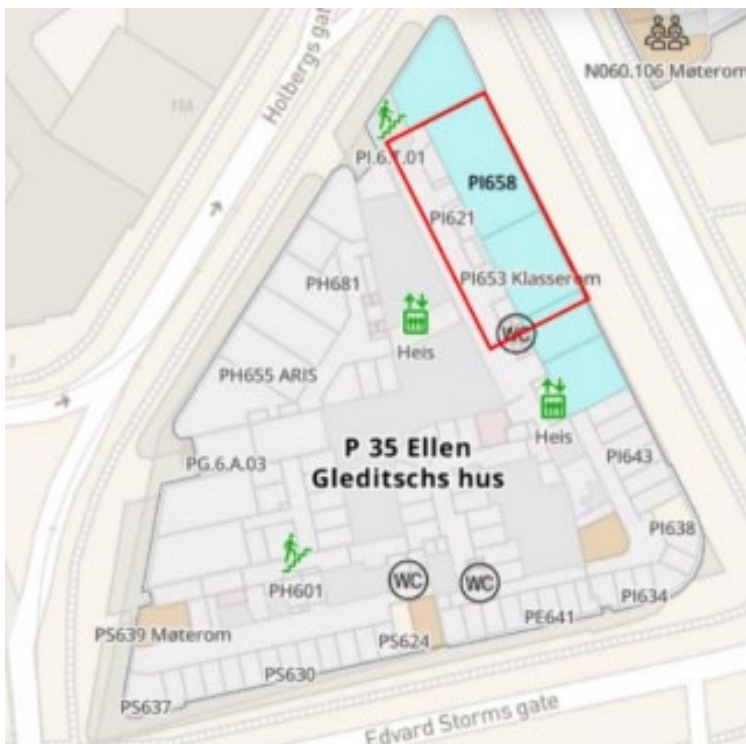 Holbergs gat
15A
N060.106 Møterom
PI.6.T.01
PI658
PI621
PI653 Klasserom
PH681
Heis
WC
PH655 ARIS
Heis
P 35 Ellen
Gleditschs hus
PG.6.A.03
PI643
PI638
PH601
WC
WC
PI634
PE641
PS639 Møterom
PS624
PS630
PS637
Edvard Storms gate